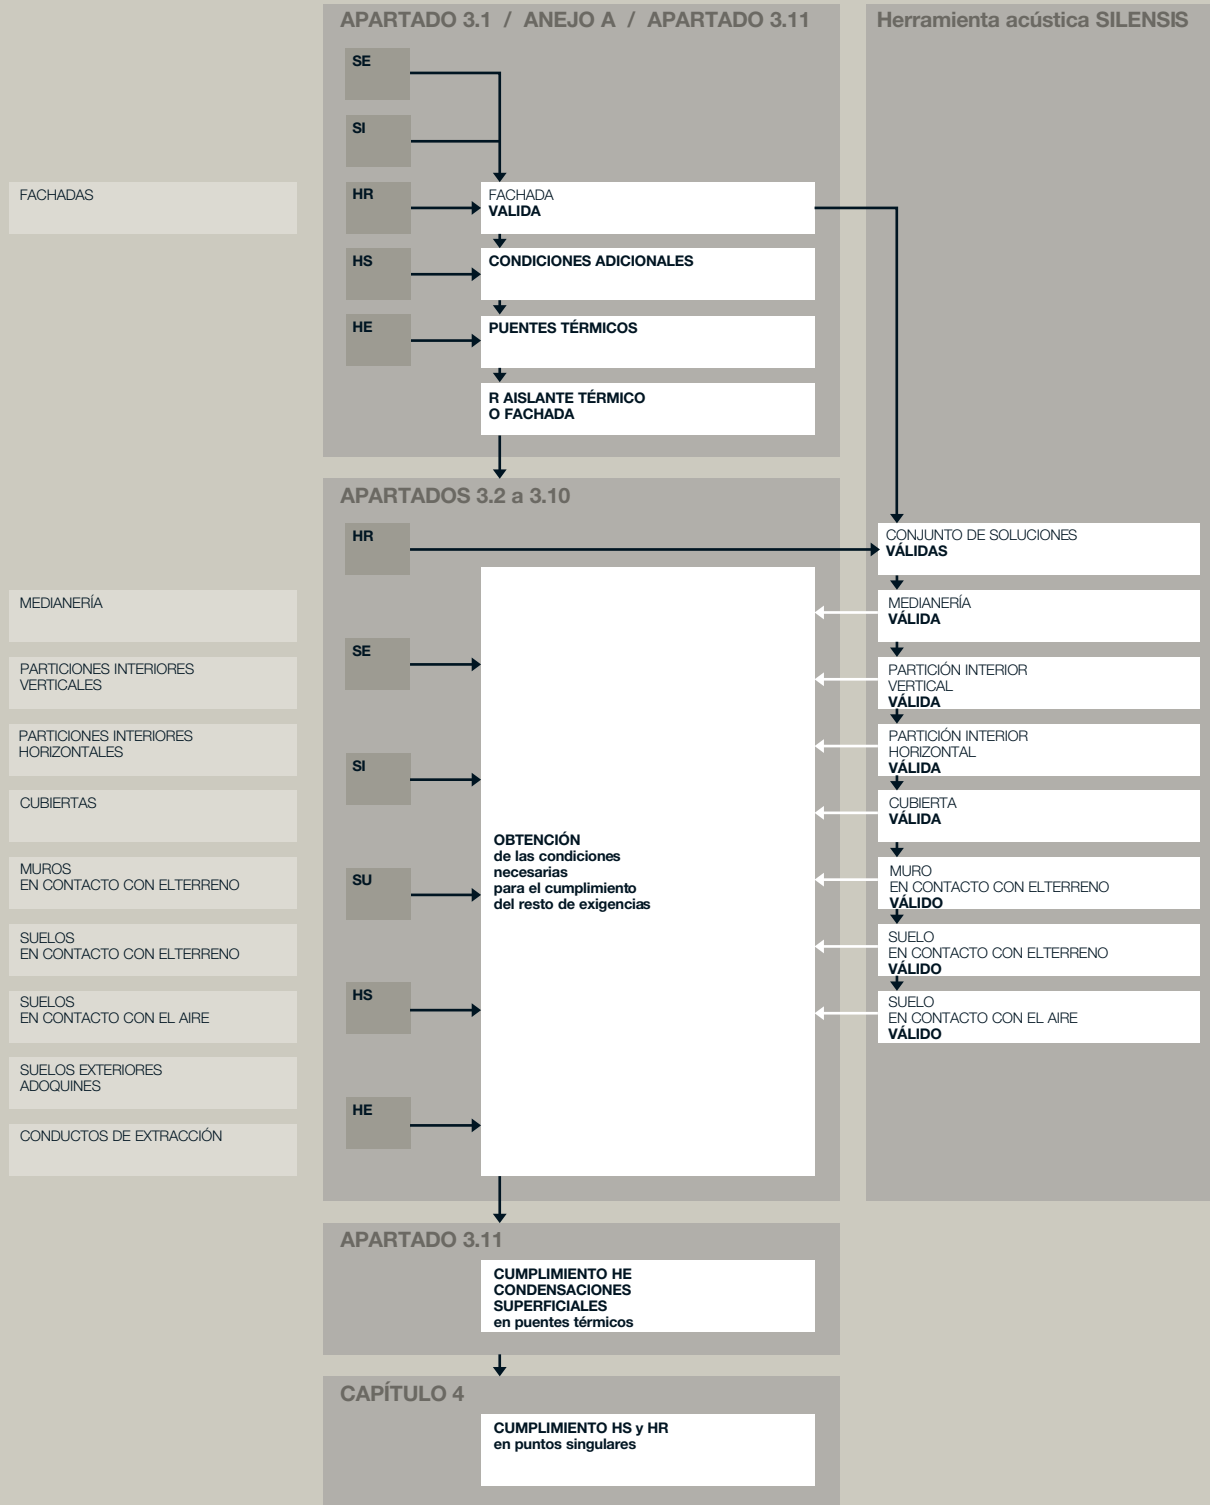 APARTADO 3.1 / ANEJO A / APARTADO 3.11
Herramienta acústica SILENSIS
SE
SI
FACHADAS
HR
FACHADA
VALIDA
HS
CONDICIONES ADICIONALES
HE
PUENTES TÉRMICOS
R AISLANTE TÉRMICO
O FACHADA
APARTADOS 3.2 a 3.10
HR
CONJUNTO DE SOLUCIONES
VÁLIDAS
MEDIANERÍA
MEDIANERÍA
VÁLIDA
SE
PARTICIONES INTERIORES
VERTICALES
PARTICIÓN INTERIOR
VERTICAL
VÁLIDA
PARTICIONES INTERIORES
HORIZONTALES
SI
PARTICIÓN INTERIOR
HORIZONTAL
VÁLIDA
CUBIERTAS
CUBIERTA
VÁLIDA
OBTENCIÓN
de las condiciones
necesarias
para el cumplimiento
del resto de exigencias
MUROS
EN CONTACTO CON ELTERRENO
SU
MURO
EN CONTACTO CON ELTERRENO
VÁLIDO
SUELOS
EN CONTACTO CON ELTERRENO
SUELO
EN CONTACTO CON ELTERRENO
VÁLIDO
SUELOS
EN CONTACTO CON EL AIRE
HS
SUELO
EN CONTACTO CON EL AIRE
VÁLIDO
SUELOS EXTERIORES
ADOQUINES
HE
CONDUCTOS DE EXTRACCIÓN
APARTADO 3.11
CUMPLIMIENTO HE
CONDENSACIONES
SUPERFICIALES
en puentes térmicos
CAPÍTULO 4
CUMPLIMIENTO HS y HR
en puntos singulares